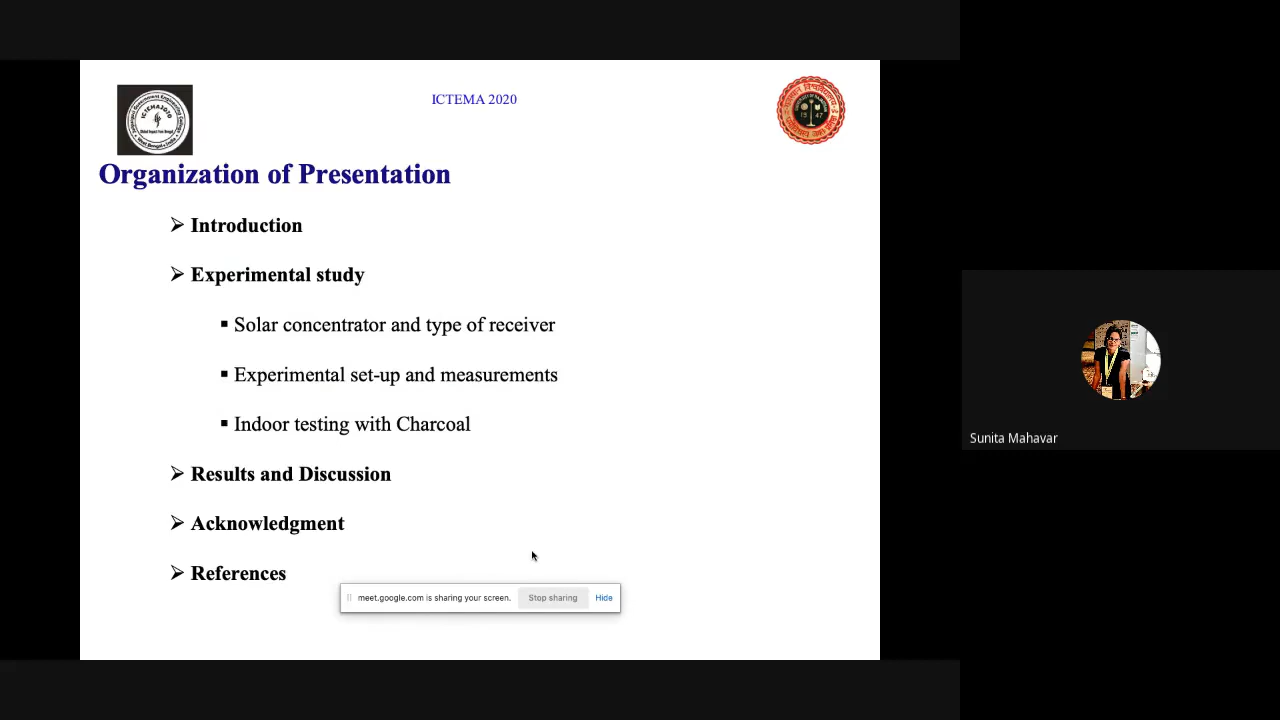 ICTEMA 2020
Organization of Presentation
➢ Introduction
➢ Experimental study
▪ Solar concentrator and type of receiver
▪ Experimental set-up and measurements
▪ Indoor testing with Charcoal
➢ Results and Discussion
➢ Acknowledgment
➢ References
meet.google.com is sharing your screen. Stop sharing Hide
Sunita Mahavar